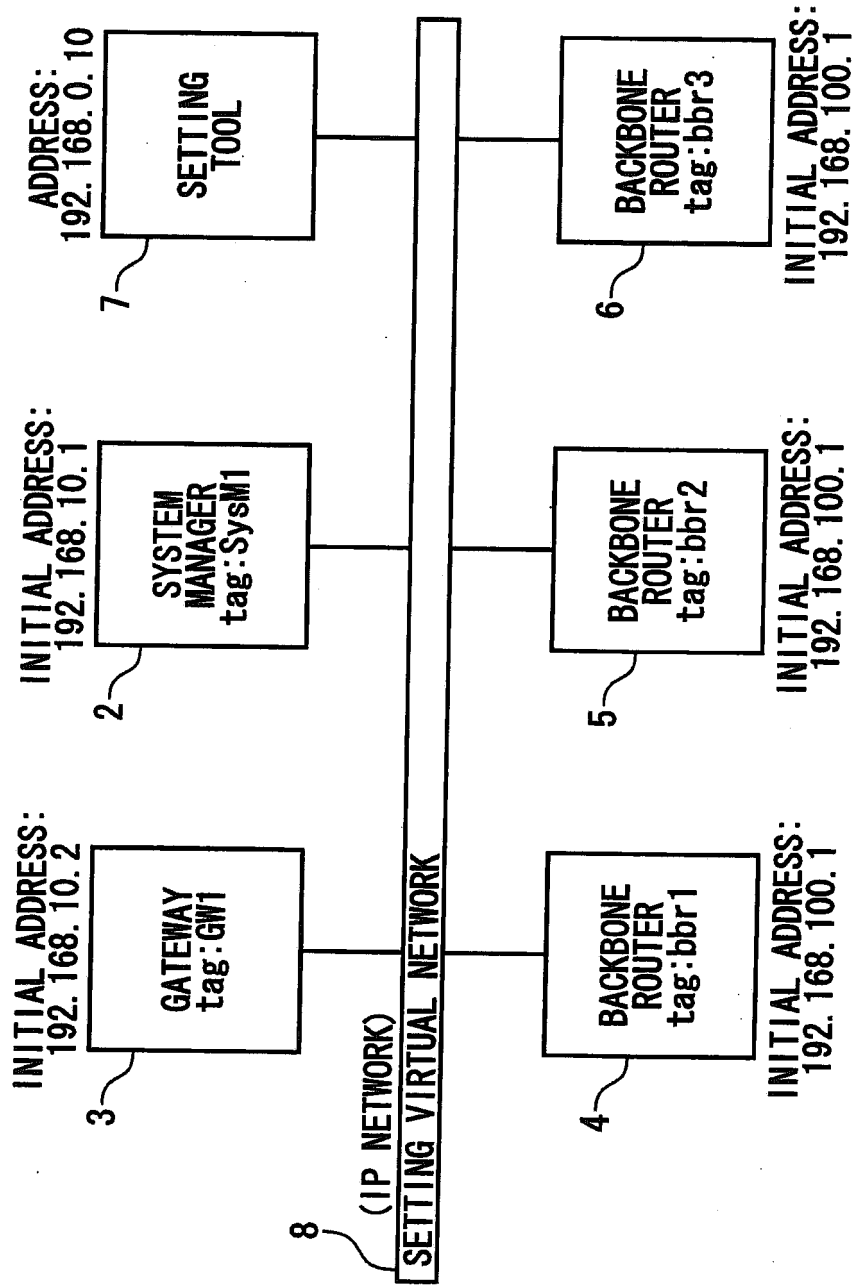 INITIAL ADDRESS:
192. 168. 10. 2
3
GATEWAY
tag:GW1
INITIAL ADDRESS:
192. 168. 10. 1
2
SYSTEM
MANAGER
tag:SysM1
ADDRESS:
192. 168. 0. 10
7
SETTING
TOOL
8
(IP NETWORK)
SETTING VIRTUAL NETWORK
4
BACKBONE
ROUTER
tag:bbr1
INITIAL ADDRESS:
192. 168. 100. 1
5
BACKBONE
ROUTER
tag:bbr2
INITIAL ADDRESS:
192. 168. 100. 1
6
BACKBONE
ROUTER
tag:bbr3
INITIAL ADDRESS:
192. 168. 100. 1